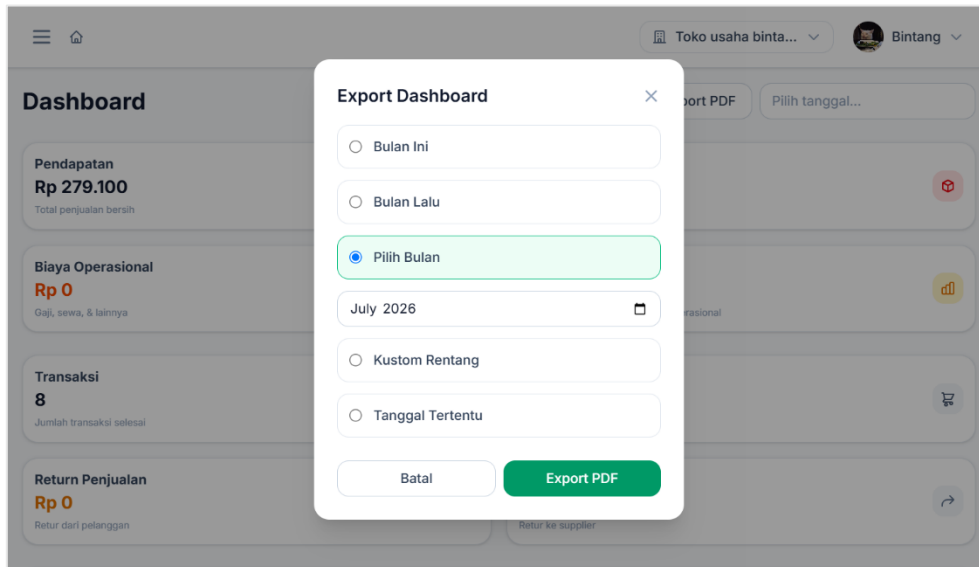 Toko usaha binta...
Bintang
Dashboard
port PDF
Pilih tanggal...
Pendapatan
Rp 279.100
Total penjualan bersih
Biaya Operasional
Rp 0
Gaji, sewa, & lainnya
rasional
Transaksi
8
Jumlah transaksi selesai
Return Penjualan
Rp 0
Retur dari pelanggan
Retur ke supplier
Export Dashboard
Bulan Ini
Bulan Lalu
Pilih Bulan
July 2026
Kustom Rentang
Tanggal Tertentu
Batal
Export PDF